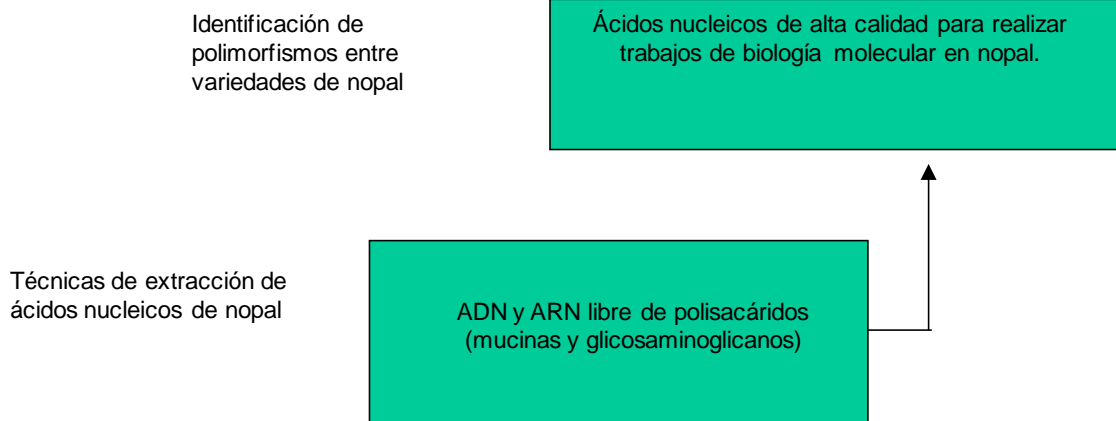 Identificación de
polimorfismos entre
variedades de nopal
Ácidos nucleicos de alta calidad para realizar
trabajos de biología molecular en nopal.
Técnicas de extracción de
ácidos nucleicos de nopal
ADN y ARN libre de polisacáridos
(mucinas y glicosaminoglicanos)